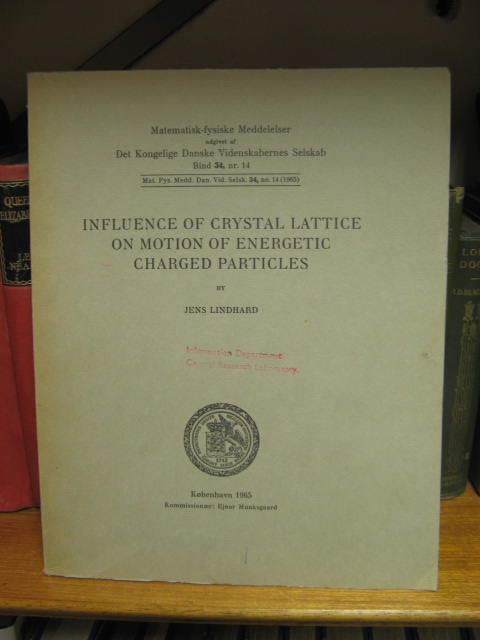 Matematisk-fysiske Meddelelser
udgivet af
Det Kongelige Danske Videnskabernes Selskab
Bind 34, nr. 14
Mat. Fys. Medd. Dan. Vid. Selsk. 34, no. 14 (1965)
INFLUENCE OF CRYSTAL LATTICE
ON MOTION OF ENERGETIC
CHARGED PARTICLES
BY
JENS LINDHARD
Information Department
Central Research Laboratory.
1742
København 1965
Kommissionær: Ejnar Munksgaard
QUEE